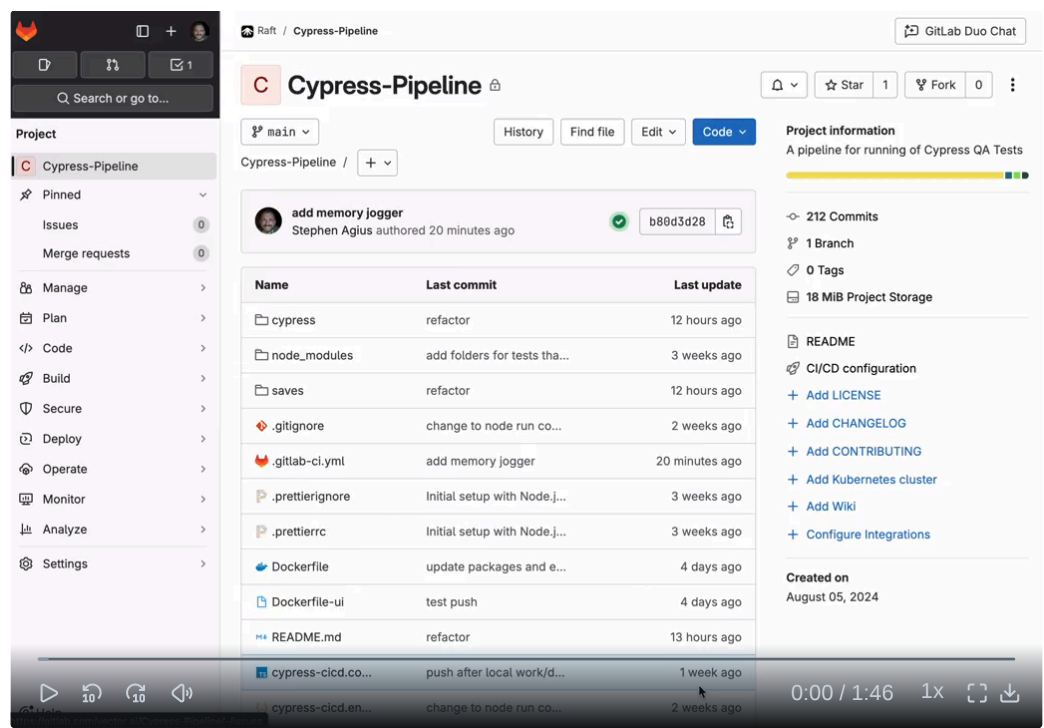 Raft / Cypress-Pipeline
GitLab Duo Chat
1
Search or go to...
Project
C Cypress-Pipeline
Pinned
Issues 0
Merge requests 0
Manage
Plan
Code
Build
Secure
Deploy
Operate
Monitor
Analyze
Settings
Help
C Cypress-Pipeline
Star 1
Fork 0
main
History
Find file
Edit
Code
Cypress-Pipeline / +
add memory jogger
Stephen Agius authored 20 minutes ago
b80d3d28
Name Last commit Last update
cypress refactor 12 hours ago
node_modules add folders for tests tha... 3 weeks ago
saves refactor 12 hours ago
.gitignore change to node run co... 2 weeks ago
.gitlab-ci.yml add memory jogger 20 minutes ago
.prettierignore Initial setup with Node.j... 3 weeks ago
.prettierrc Initial setup with Node.j... 3 weeks ago
Dockerfile update packages and e... 4 days ago
Dockerfile-ui test push 4 days ago
README.md refactor 13 hours ago
cypress-cicd.co... push after local work/d... 1 week ago
cypress-cicd.en... change to node run co... 2 weeks ago
Project information
A pipeline for running of Cypress QA Tests
212 Commits
1 Branch
0 Tags
18 MiB Project Storage
README
CI/CD configuration
+ Add LICENSE
+ Add CHANGELOG
+ Add CONTRIBUTING
+ Add Kubernetes cluster
+ Add Wiki
+ Configure Integrations
Created on
August 05, 2024
10
10
0:00 / 1:46
1x